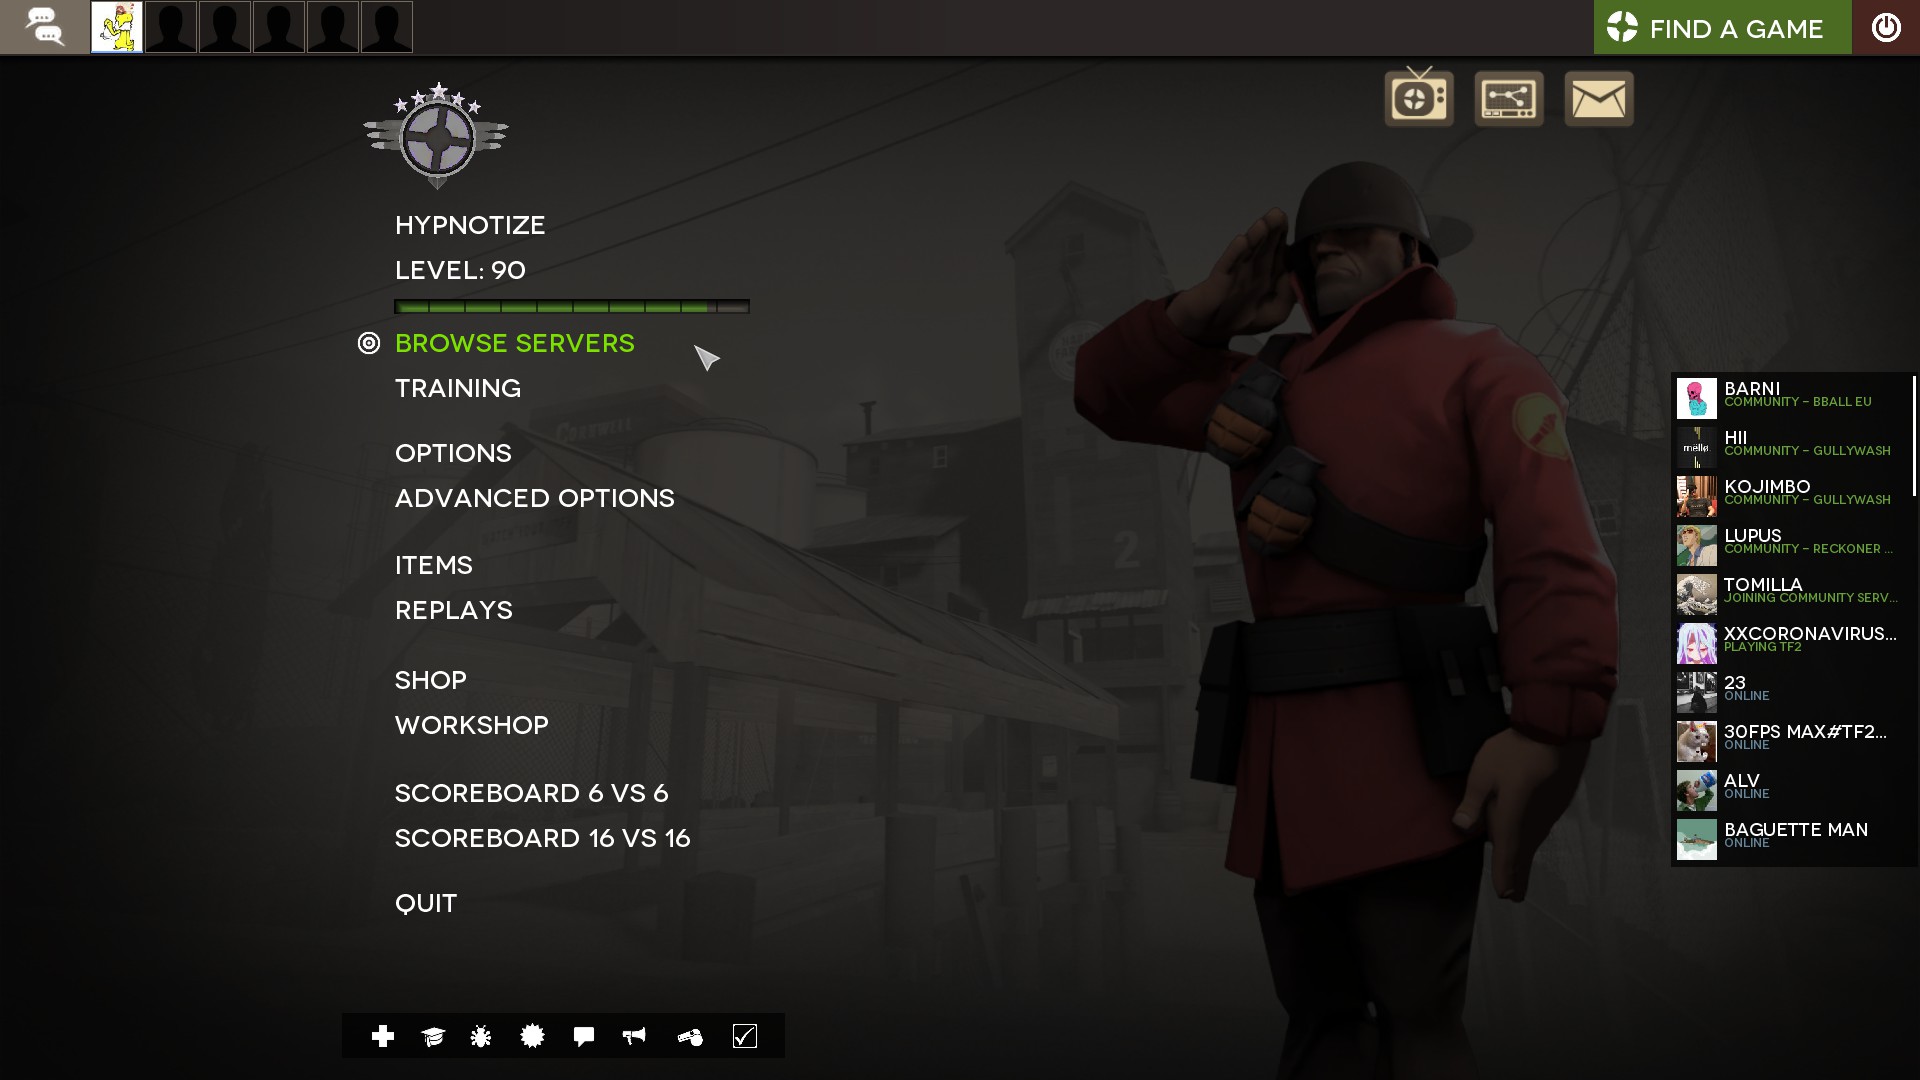 FIND A GAME
HYPNOTIZE
LEVEL: 90
BROWSE SERVERS
TRAINING
OPTIONS
ADVANCED OPTIONS
ITEMS
REPLAYS
SHOP
WORKSHOP
SCOREBOARD 6 VS 6
SCOREBOARD 16 VS 16
QUIT
2
BARNI
COMMUNITY - BBALL EU
HII
COMMUNITY - GULLYWASH
KOJIMBO
COMMUNITY - GULLYWASH
LUPUS
COMMUNITY - RECKONER ...
TOMILLA
JOINING COMMUNITY SERV...
XXCORONAVIRUS...
PLAYING TF2
23
ONLINE
30FPS MAX#TF2...
ONLINE
ALV
ONLINE
BAGUETTE MAN
ONLINE